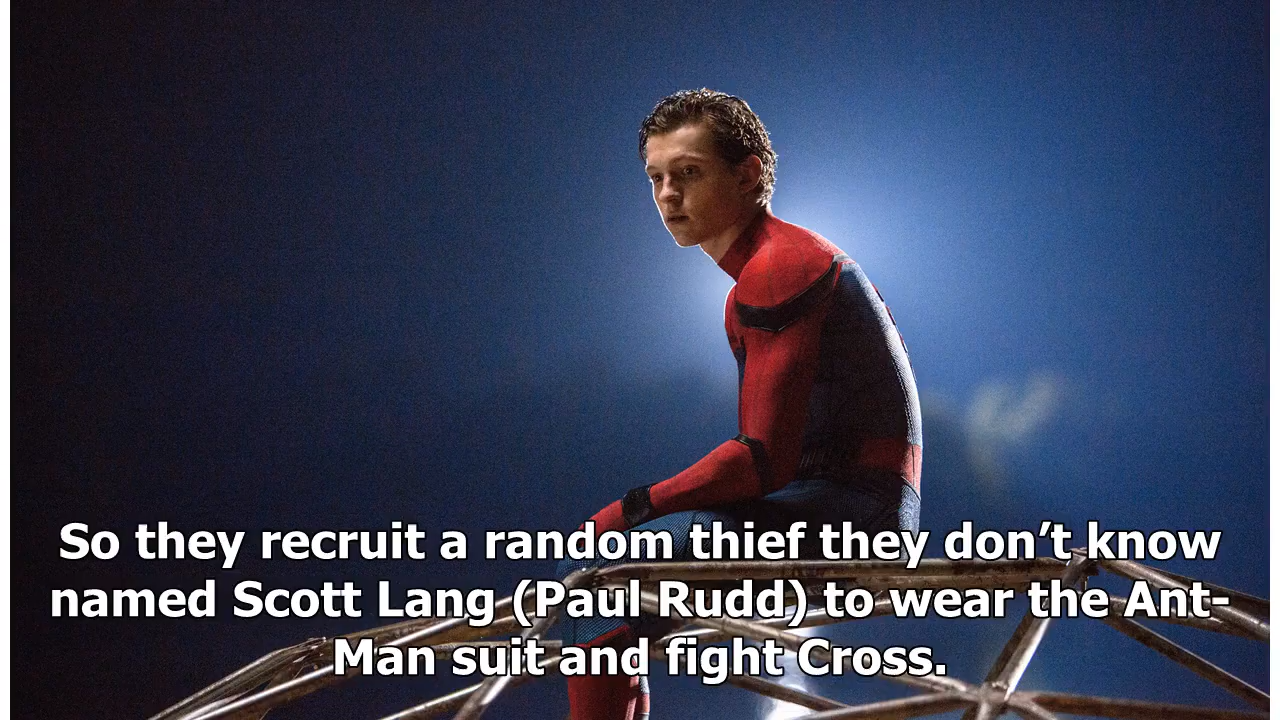 So they recruit a random thief they don’t know
named Scott Lang (Paul Rudd) to wear the Ant-
Man suit and fight Cross.